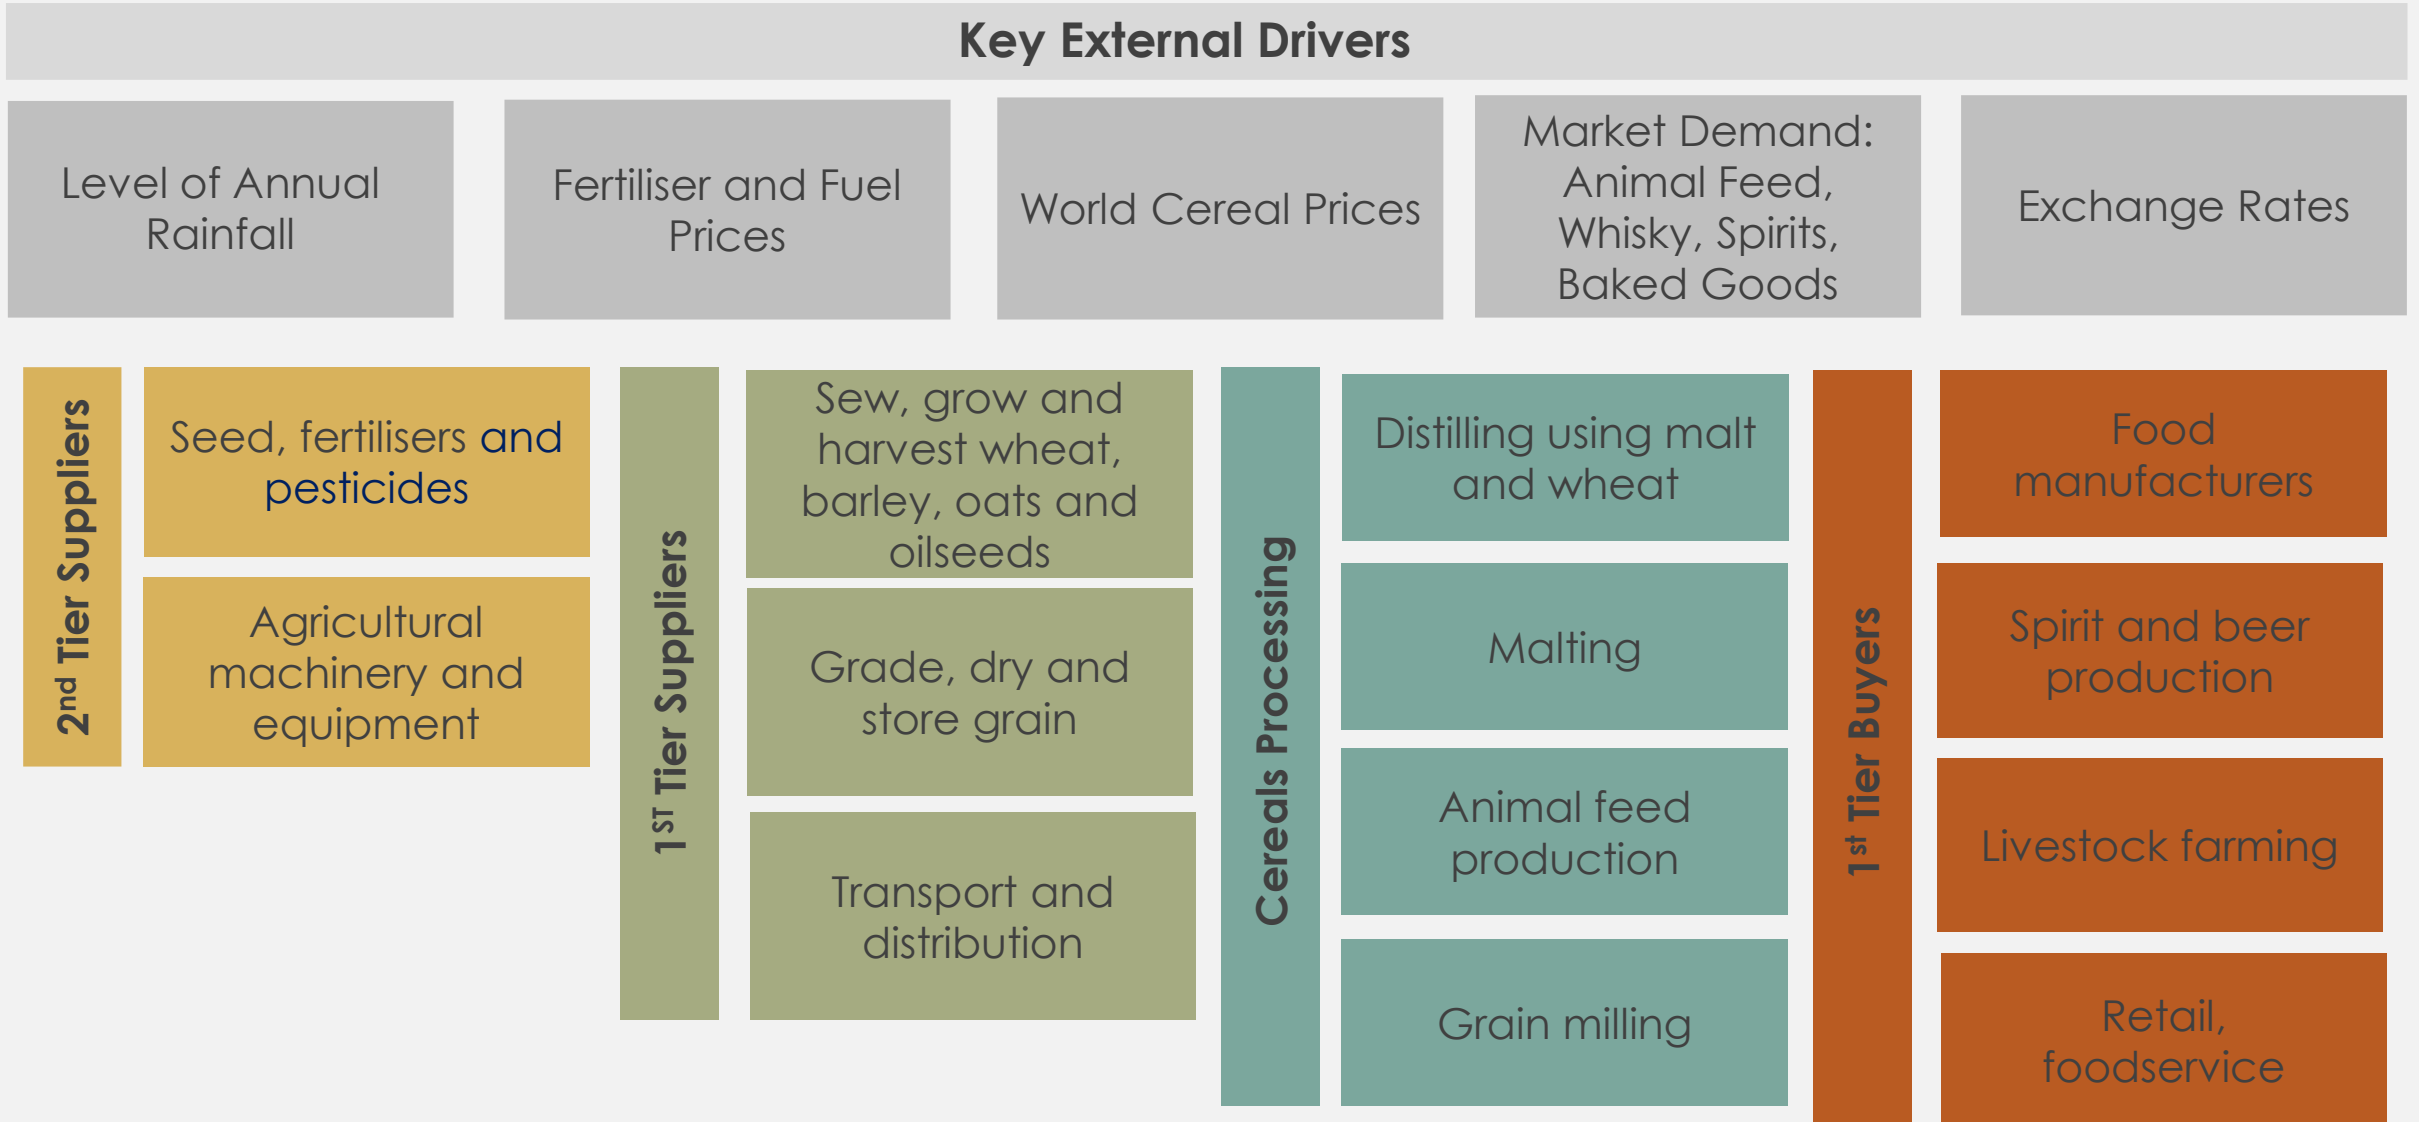 Key External Drivers
Level of Annual
Rainfall
Fertiliser and Fuel
Prices
World Cereal Prices
Market Demand:
Animal Feed,
Whisky, Spirits,
Baked Goods
Exchange Rates
2nd Tier Suppliers
Seed, fertilisers and
pesticides
Agricultural
machinery and
equipment
1ST Tier Suppliers
Sew, grow and
harvest wheat,
barley, oats and
oilseeds
Grade, dry and
store grain
Transport and
distribution
Cereals Processing
Distilling using malt
and wheat
Malting
Animal feed
production
Grain milling
1st Tier Buyers
Food
manufacturers
Spirit and beer
production
Livestock farming
Retail,
foodservice